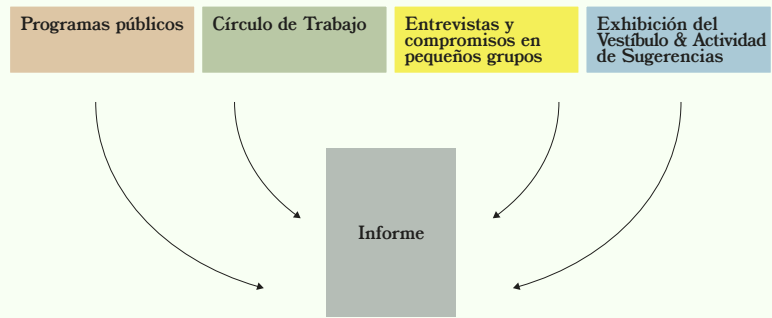 Programas públicos
Círculo de Trabajo
Entrevistas y
compromisos en
pequeños grupos
Exhibición del
Vestíbulo & Actividad
de Sugerencias
Informe